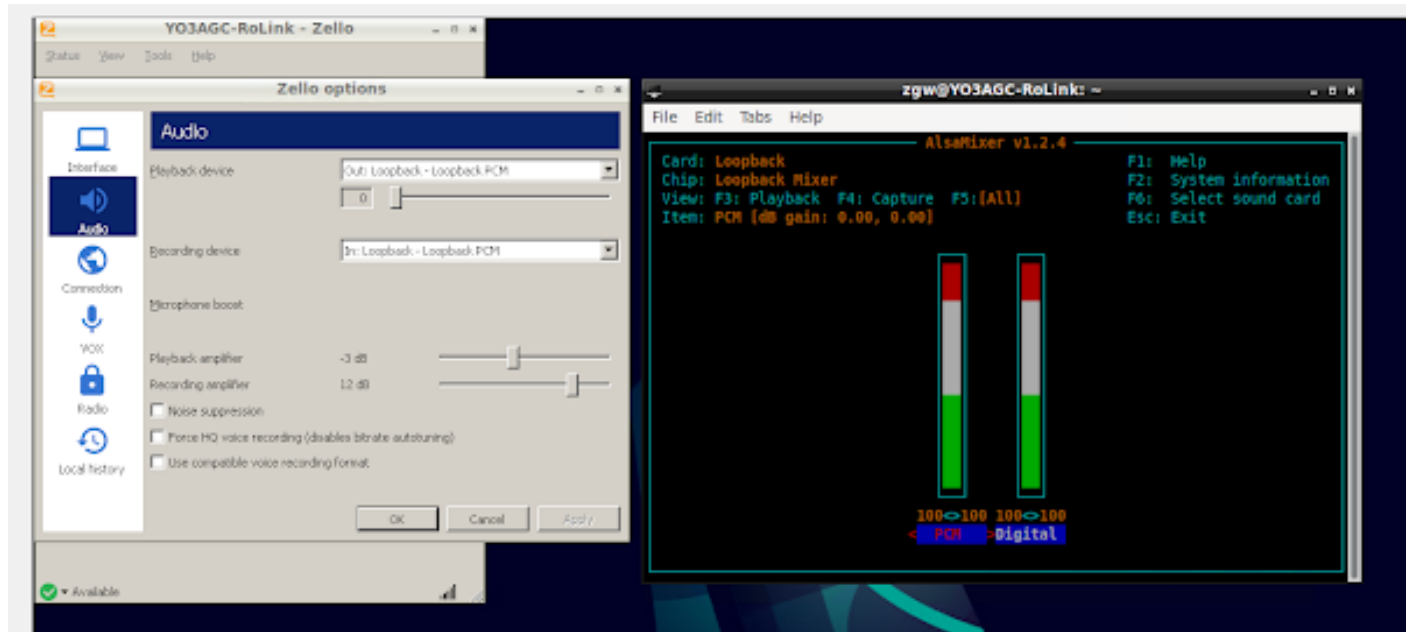 YO3AGC-RoLink - Zello
Status View Tools Help
Zello options
Interface
Audio
Connection
VOX
Radio
Local history
Audio
Playback device
Out: Loopback - Loopback PCM
0
Recording device
In: Loopback - Loopback PCM
Microphone boost
Playback amplifier -3 dB
Recording amplifier 12 dB
Noise suppression
Force HQ voice recording (disables bitrate autotuning)
Use compatible voice recording format
OK Cancel Apply
Available
zgw@YO3AGC-RoLink: ~
File Edit Tabs Help
AlsaMixer v1.2.4
Card: Loopback F1: Help
Chip: Loopback Mixer F2: System information
View: F3: Playback F4: Capture F5:[All] F6: Select sound card
Item: PCM [dB gain: 0.00, 0.00] Esc: Exit
100<>100 100<>100
< PCM >Digital